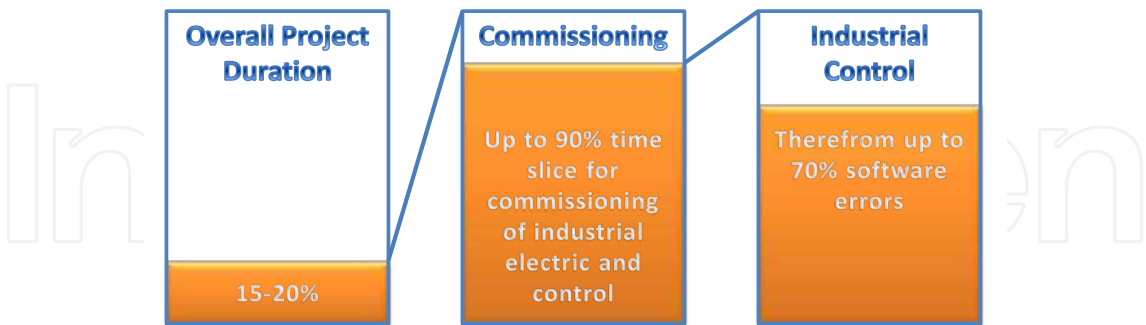 Overall Project
Duration
15-20%
Commissioning
Up to 90% time
slice for
commissioning
of industrial
electric and
control
Industrial
Control
Therefrom up to
70% software
errors